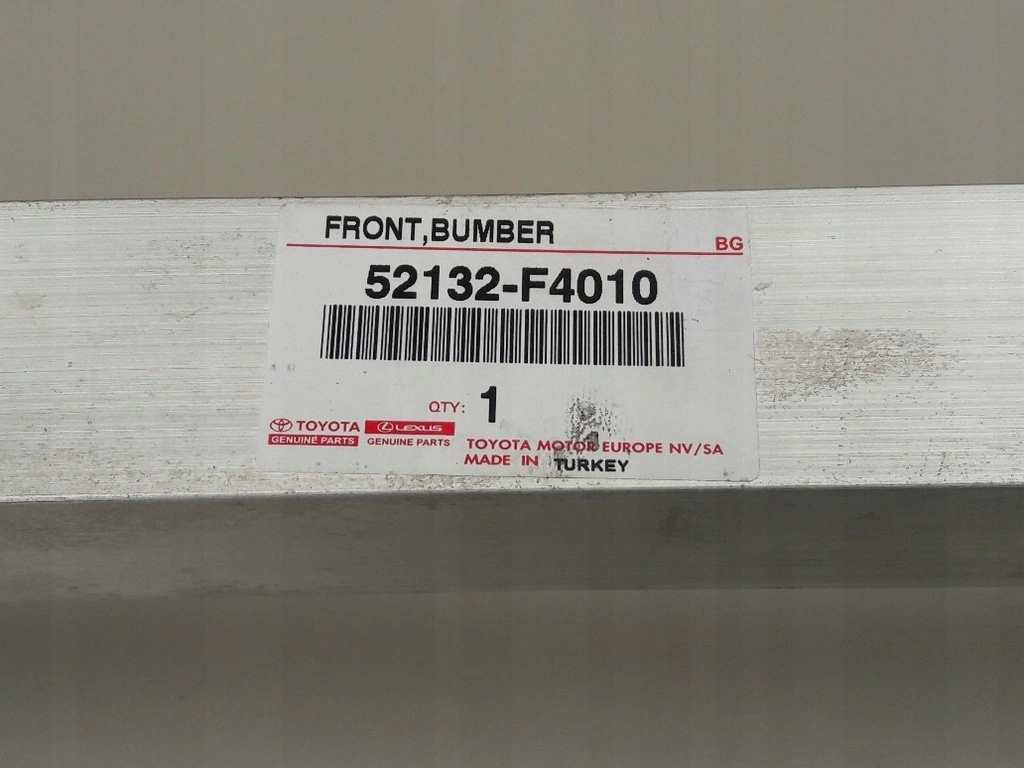 FRONT,BUMBER
BG
52132-F4010
QTY: 1
TOYOTA
GENUINE PARTS
LEXUS
GENUINE PARTS
TOYOTA MOTOR EUROPE NV/SA
MADE IN TURKEY